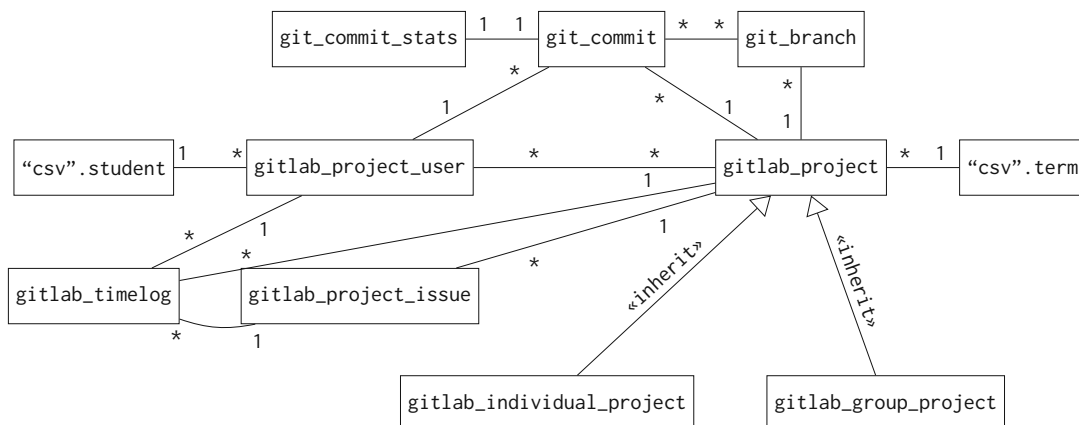 git_commit_stats 1 1 git_commit * * git_branch
* * *
1 1 1
"csv".student 1 * gitlab_project_user * * gitlab_project * 1 "csv".term
1
* 1 * 1
*
gitlab_timelog gitlab_project_issue
* 1
«inherit»
«inherit»
gitlab_individual_project gitlab_group_project